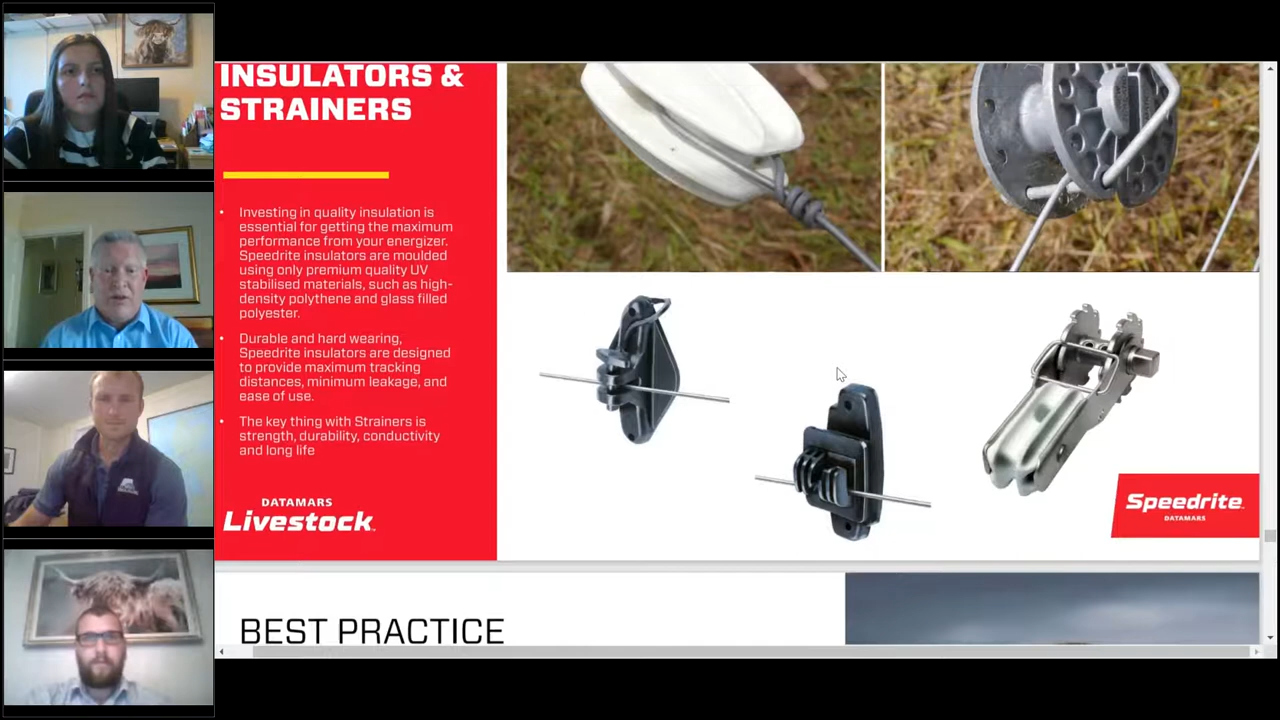 INSULATORS &
STRAINERS
• Investing in quality insulation is
essential for getting the maximum
performance from your energizer.
Speedrite insulators are moulded
using only premium quality UV
stabilised materials, such as high-
density polythene and glass filled
polyester.
• Durable and hard wearing,
Speedrite insulators are designed
to provide maximum tracking
distances, minimum leakage, and
ease of use.
• The key thing with Strainers is
strength, durability, conductivity
and long life
DATAMARS
Livestock
Speedrite
DATAMARS
BEST PRACTICE